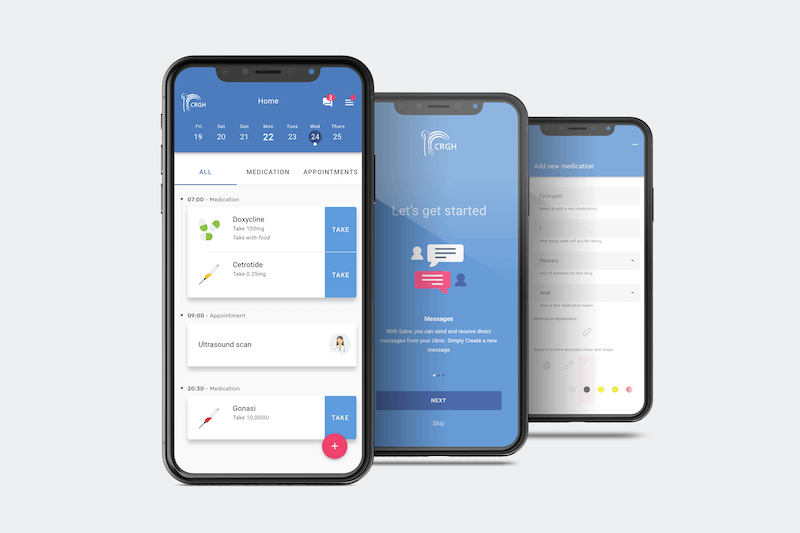 CRGH
Home
2
Fri Sat Sun Mon Tues Wed Thurs
19 20 21 22 23 24 25
ALL MEDICATION APPOINTMENTS
07:00 - Medication
Doxycline
Take 100mg
Take with food
TAKE
Cetrotide
Take 0.25mg
TAKE
09:00 - Appointment
Ultrasound scan
20:30 - Medication
Gonasi
Take 10,000IU
TAKE
+
CRGH
Let's get started
Messages
With Salve, you can send and receive direct
messages from your clinic. Simply Create a new
message
NEXT
Skip
Add new medication
Cyclogest
Select or add a new medication
1
How many units will you be taking
Pessary
Unit of measure for this drug
Anal
How is this medication taken
Medication appearance
Swipe to a more accurate colour and shape